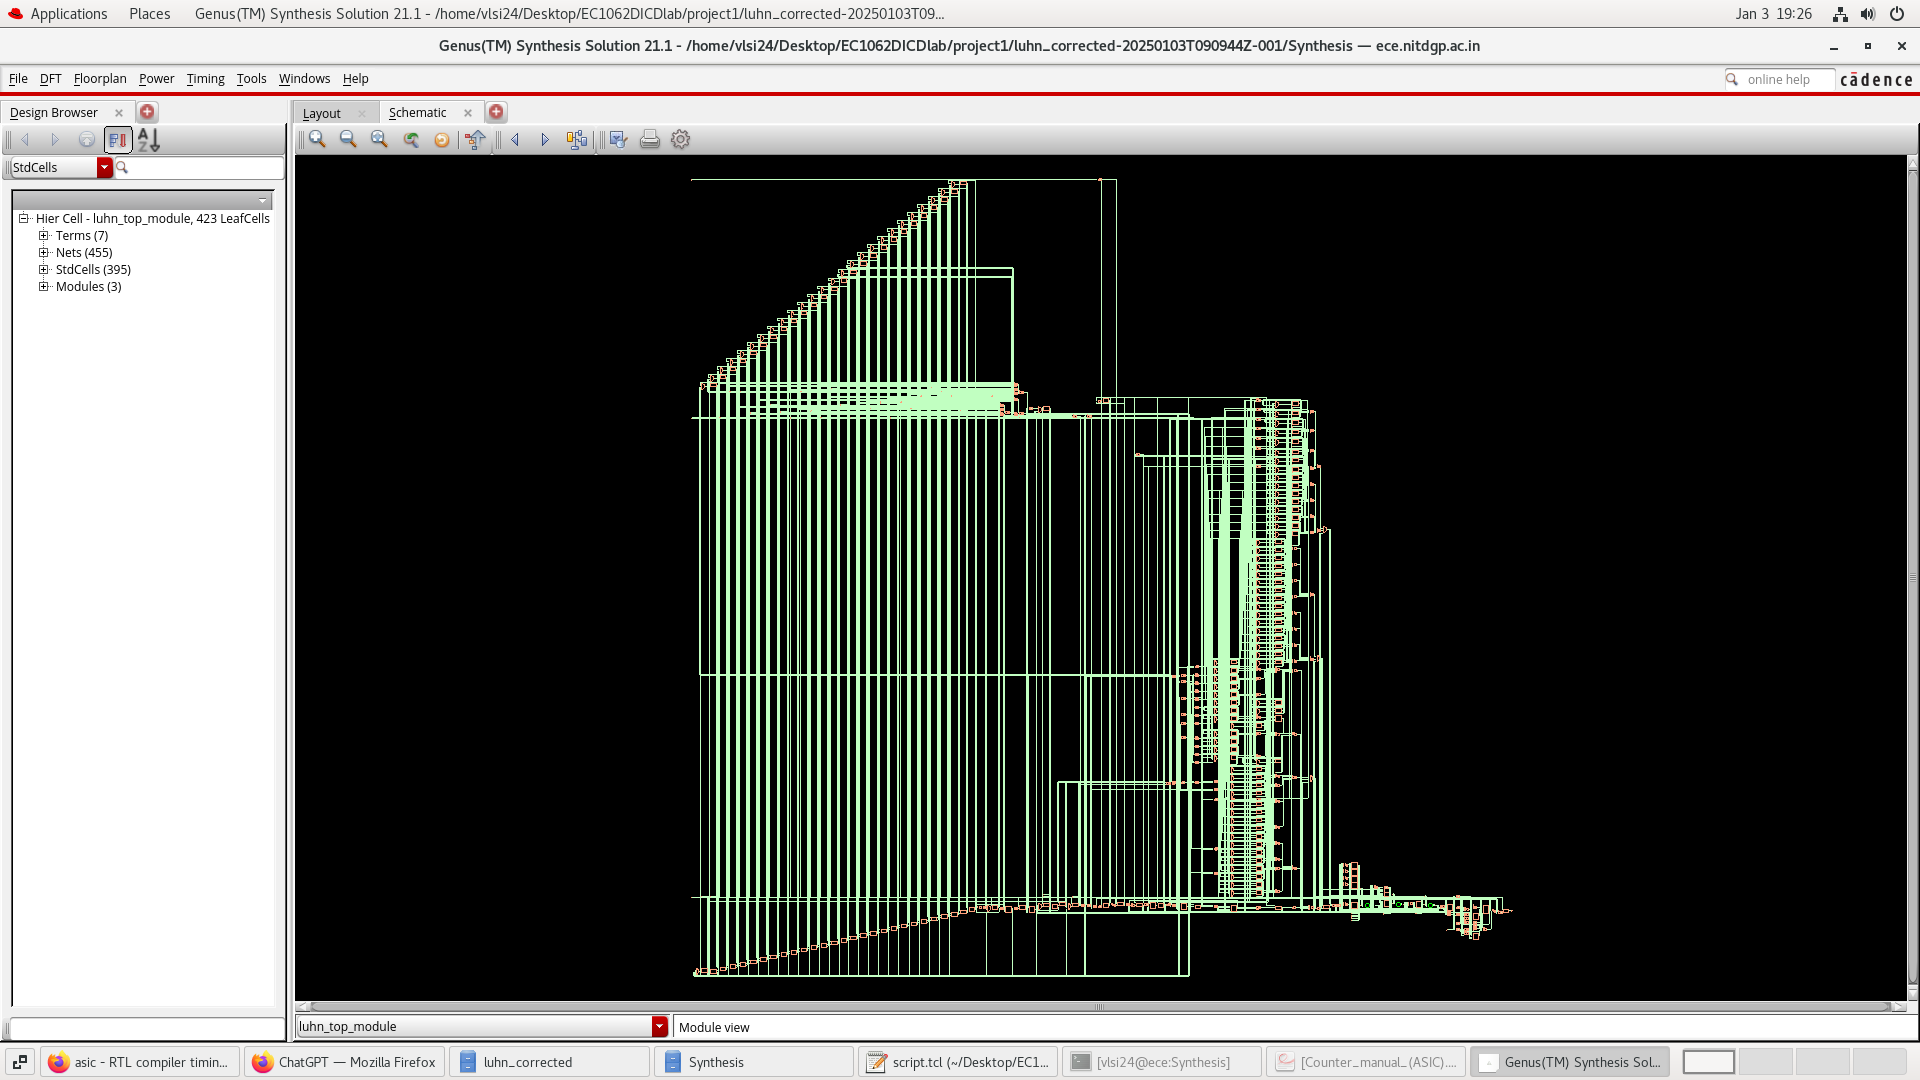 Applications Places Genus(TM) Synthesis Solution 21.1 - /home/vlsi24/Desktop/EC1062DICDlab/project1/luhn_corrected-20250103T09... Jan 3 19:26
Genus(TM) Synthesis Solution 21.1 - /home/vlsi24/Desktop/EC1062DICDlab/project1/luhn_corrected-20250103T090944Z-001/Synthesis — ece.nitdgp.ac.in
File DFT Floorplan Power Timing Tools Windows Help online help cādence
Design Browser Layout Schematic
StdCells
Hier Cell - luhn_top_module, 423 LeafCells
Terms (7)
Nets (455)
StdCells (395)
Modules (3)
luhn_top_module Module view
asic - RTL compiler timin... ChatGPT — Mozilla Firefox luhn_corrected Synthesis script.tcl (~/Desktop/EC1... [vlsi24@ece:Synthesis] [Counter_manual_(ASIC).... Genus(TM) Synthesis Sol...